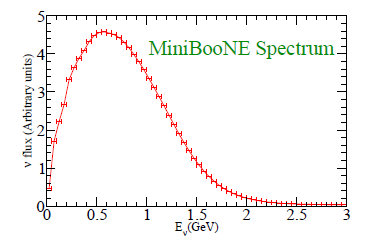 MiniBooNE Spectrum
ν flux (Arbitrary units)
5
4
3
2
1
0
0 0.5 1 1.5 2 2.5 3
Eν(GeV)